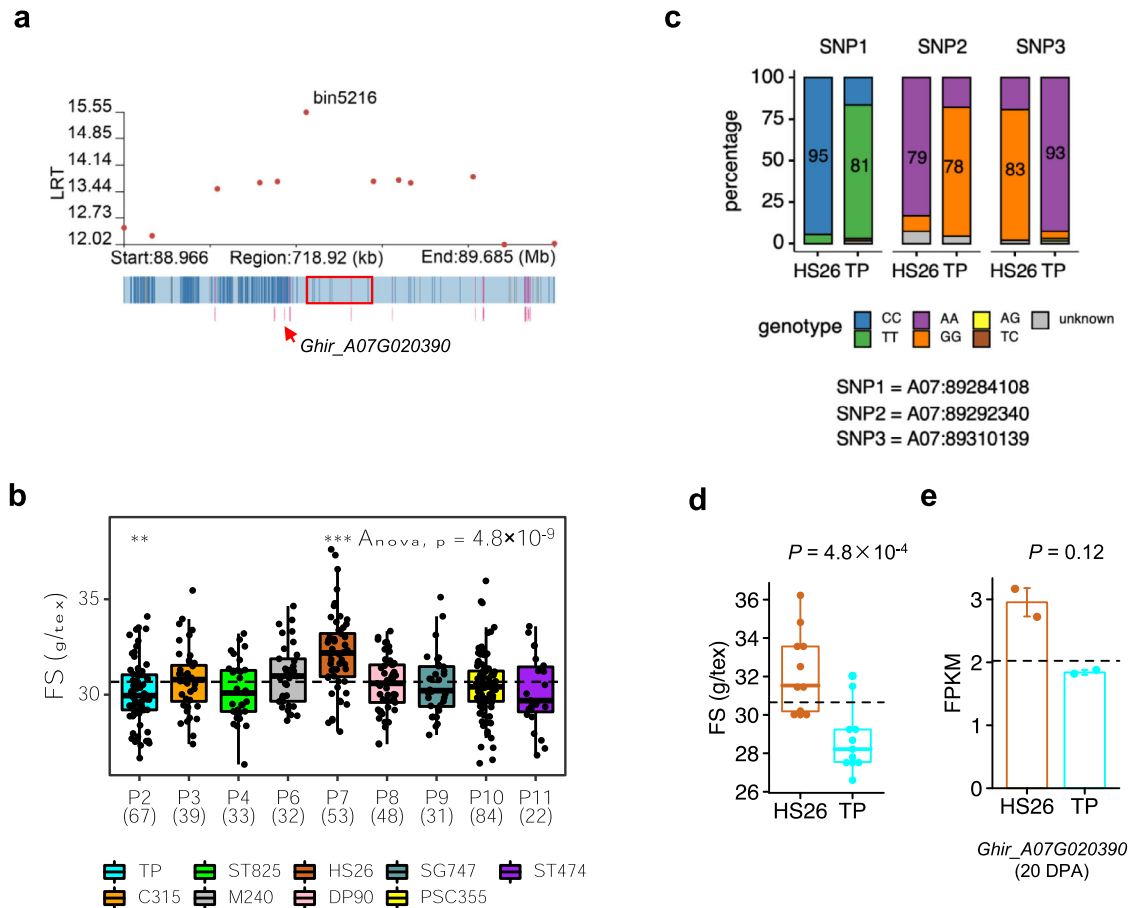 a
bin5216
15.55
14.85
14.14
13.44
12.73
12.02
LRT
Start:88.966 Region:718.92 (kb) End:89.685 (Mb)
Ghir_A07G020390
c
SNP1 SNP2 SNP3
100
75
50
25
0
percentage
95 81 79 78 83 93
HS26 TP HS26 TP HS26 TP
genotype CC AA AG unknown
TT GG TC
SNP1 = A07:89284108
SNP2 = A07:89292340
SNP3 = A07:89310139
b
** *** Anova, p = 4.8×10-9
35
30
FS (g/tex)
P2 P3 P4 P6 P7 P8 P9 P10 P11
(67) (39) (33) (32) (53) (48) (31) (84) (22)
TP ST825 HS26 SG747 ST474
C315 M240 DP90 PSC355
d
P = 4.8×10-4
36
34
32
30
28
26
FS (g/tex)
HS26 TP
e
P = 0.12
3
2
1
0
FPKM
HS26 TP
Ghir_A07G020390
(20 DPA)